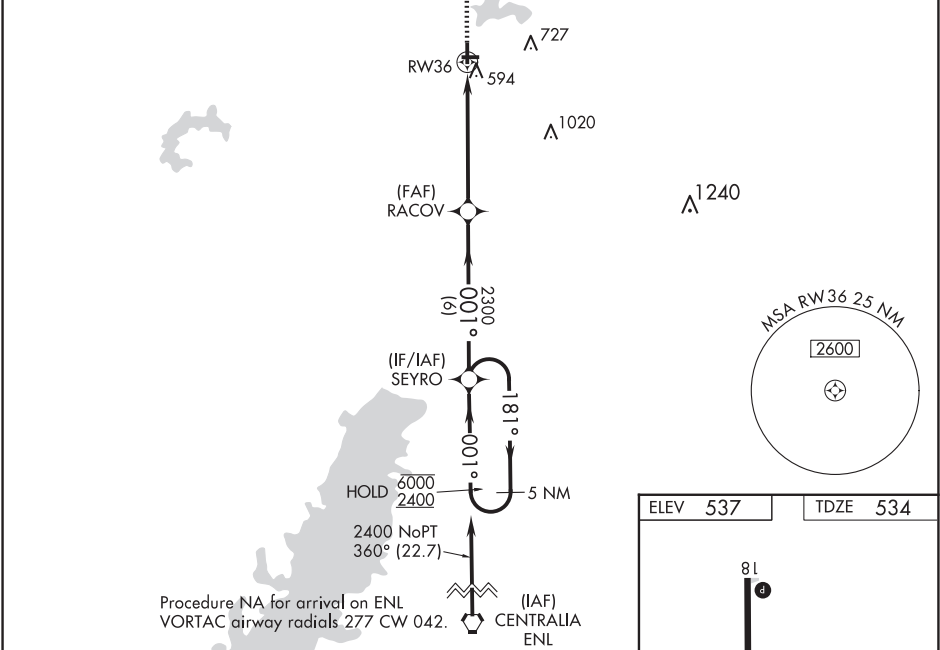 727
RW36
594
1020
(FAF)
RACOV
1240
2300
001°
(6)
MSA RW36 25 NM
2600
(IF/IAF)
SEYRO
181°
001°
HOLD
6000
2400
5 NM
2400 NoPT
360° (22.7)
ELEV 537
TDZE 534
18
P
Procedure NA for arrival on ENL
VORTAC airway radials 277 CW 042.
(IAF)
CENTRALIA
ENL